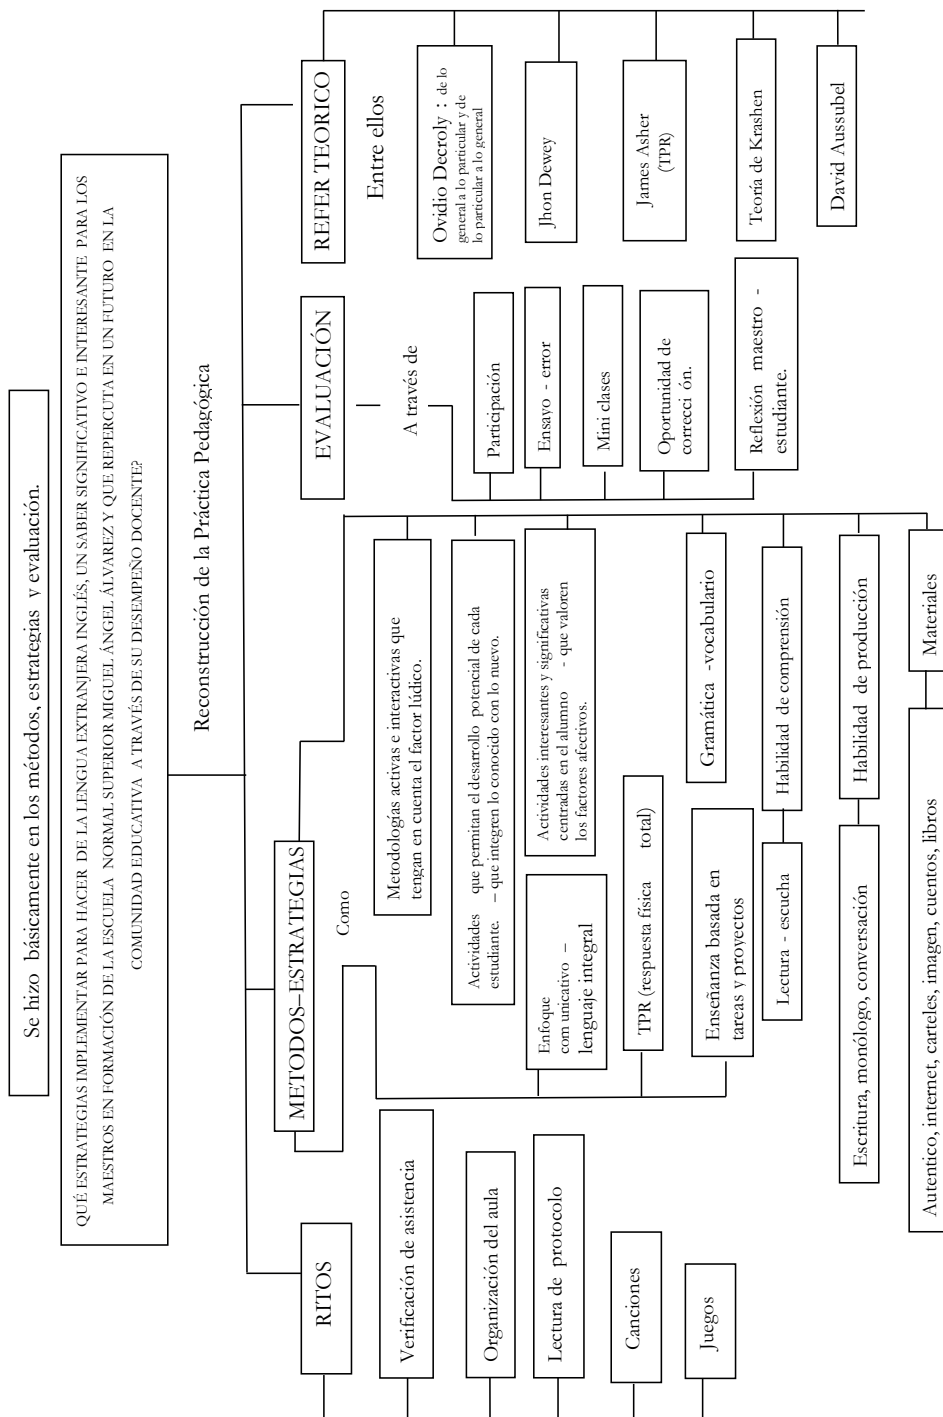 Se hizo básicamente en los métodos, estrategias y evaluación.
QUÉ ESTRATEGIAS IMPLEMENTAR PARA HACER DE LA LENGUA EXTRANJERA INGLÉS, UN SABER SIGNIFICATIVO E INTERESANTE PARA LOS
MAESTROS EN FORMACIÓN DE LA ESCUELA NORMAL SUPERIOR MIGUEL ÁNGEL ÁLVAREZ Y QUE REPERCUTA EN UN FUTURO EN LA
COMUNIDAD EDUCATIVA A TRAVÉS DE SU DESEMPEÑO DOCENTE?
Reconstrucción de la Práctica Pedagógica
RITOS
Verificación de asistencia
Organización del aula
Lectura de protocolo
Canciones
Juegos
METODOS–ESTRATEGIAS
Como
Metodologías activas e interactivas que
tengan en cuenta el factor lúdico.
Actividades - que permitan el desarrollo potencial de cada
estudiante. – que integren lo conocido con lo nuevo.
Enfoque
com unicativo –
lenguaje integral
Actividades interesantes y significativas
centradas en el alumno - que valoren
los factores afectivos.
TPR (respuesta física total)
Enseñanza basada en
tareas y proyectos
Gramática -vocabulario
Lectura - escucha
Habilidad de comprensión
Escritura, monólogo, conversación
Habilidad de producción
Autentico, internet, carteles, imagen, cuentos, libros
Materiales
EVALUACIÓN
A través de
Participación
Ensayo - error
Mini clases
Oportunidad de
correcci ón.
Reflexión maestro -
estudiante.
REFER TEORICO
Entre ellos
Ovidio Decroly : de lo
general a lo particular y de
lo particular a lo general
Jhon Dewey
James Asher
(TPR)
Teoría de Krashen
David Aussubel